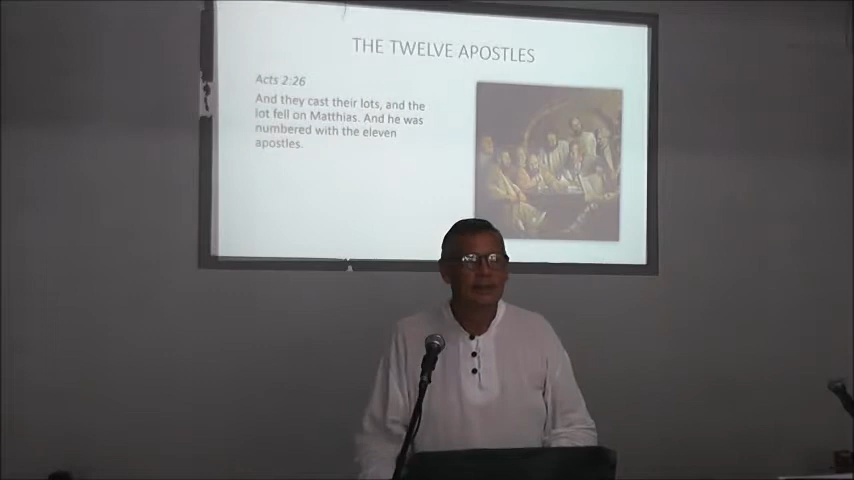 THE TWELVE APOSTLES
Acts 2:26
And they cast their lots, and the
lot fell on Matthias. And he was
numbered with the eleven
apostles.